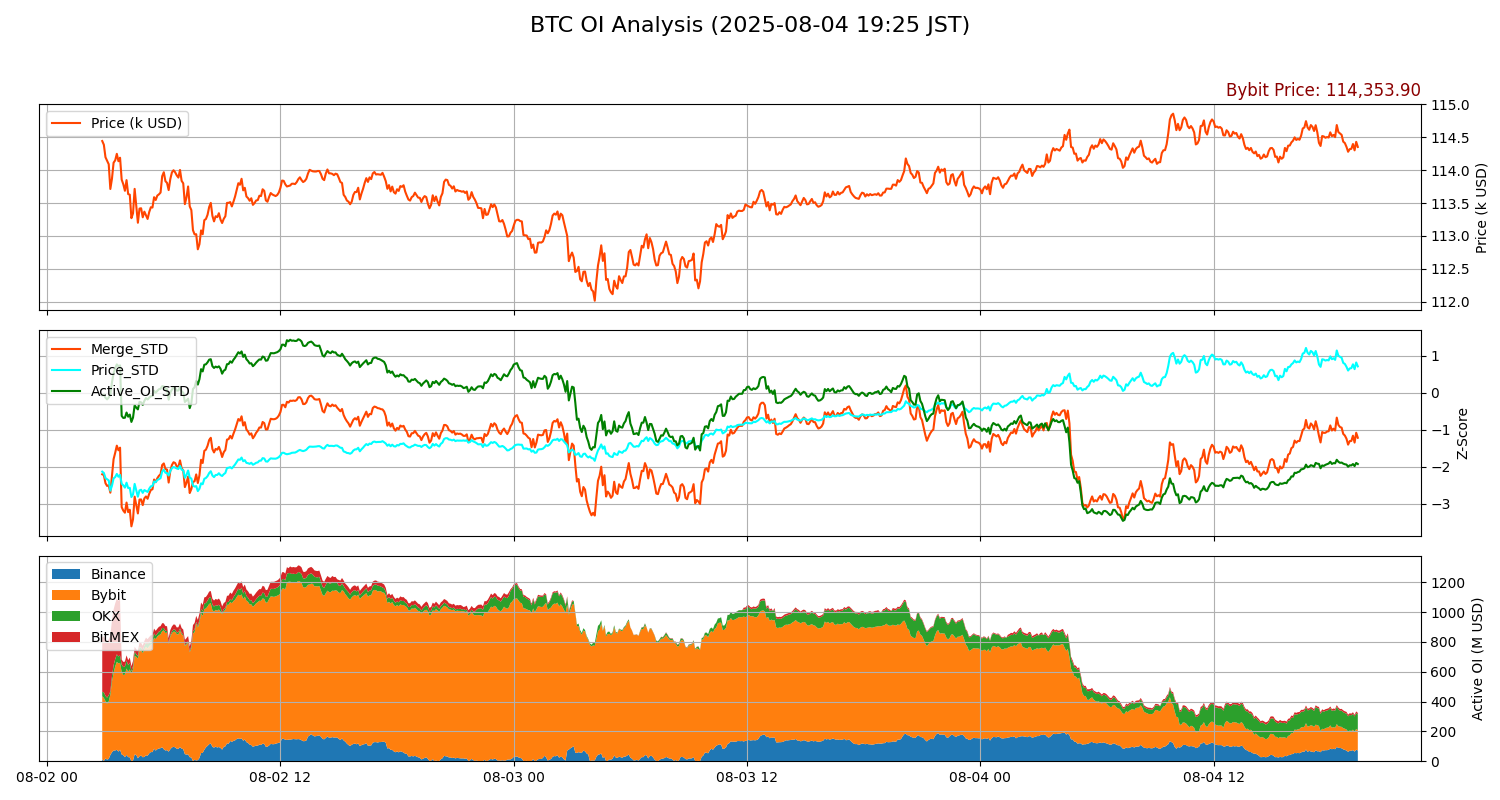 BTC OI Analysis (2025-08-04 19:25 JST)
Bybit Price: 114,353.90
Price (k USD)
115.0
114.5
114.0
113.5
113.0
112.5
112.0
Price (k USD)
Merge_STD
Price_STD
Active_OI_STD
1
0
−1
−2
−3
Z-Score
Binance
Bybit
OKX
BitMEX
1200
1000
800
600
400
200
0
Active OI (M USD)
08-02 00
08-02 12
08-03 00
08-03 12
08-04 00
08-04 12